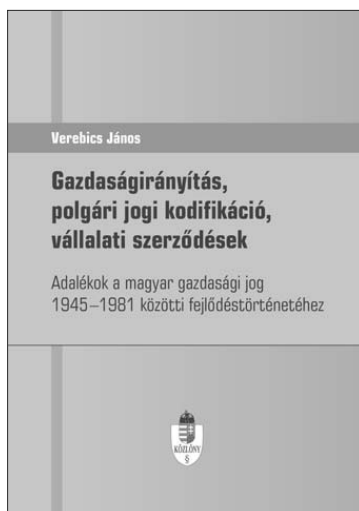 Verebics János
Gazdaságirányítás,
polgári jogi kodifikáció,
vállalati szerződések
Adalékok a magyar gazdasági jog
1945–1981 közötti fejlődéstörténetéhez
KÖZLÖNY
§